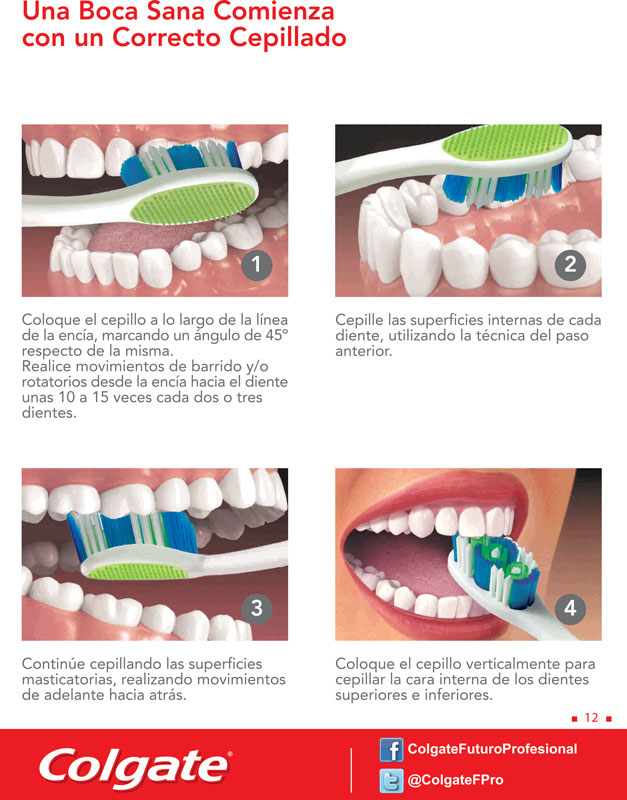 Una Boca Sana Comienza
con un Correcto Cepillado
1
Coloque el cepillo a lo largo de la línea
de la encía, marcando un ángulo de 45º
respecto de la misma.
Realice movimientos de barrido y/o
rotatorios desde la encía hacia el diente
unas 10 a 15 veces cada dos o tres
dientes.
2
Cepille las superficies internas de cada
diente, utilizando la técnica del paso
anterior.
3
Continúe cepillando las superficies
masticatorias, realizando movimientos
de adelante hacia atrás.
4
Coloque el cepillo verticalmente para
cepillar la cara interna de los dientes
superiores e inferiores.
12
Colgate®
ColgateFuturoProfesional
@ColgateFPro